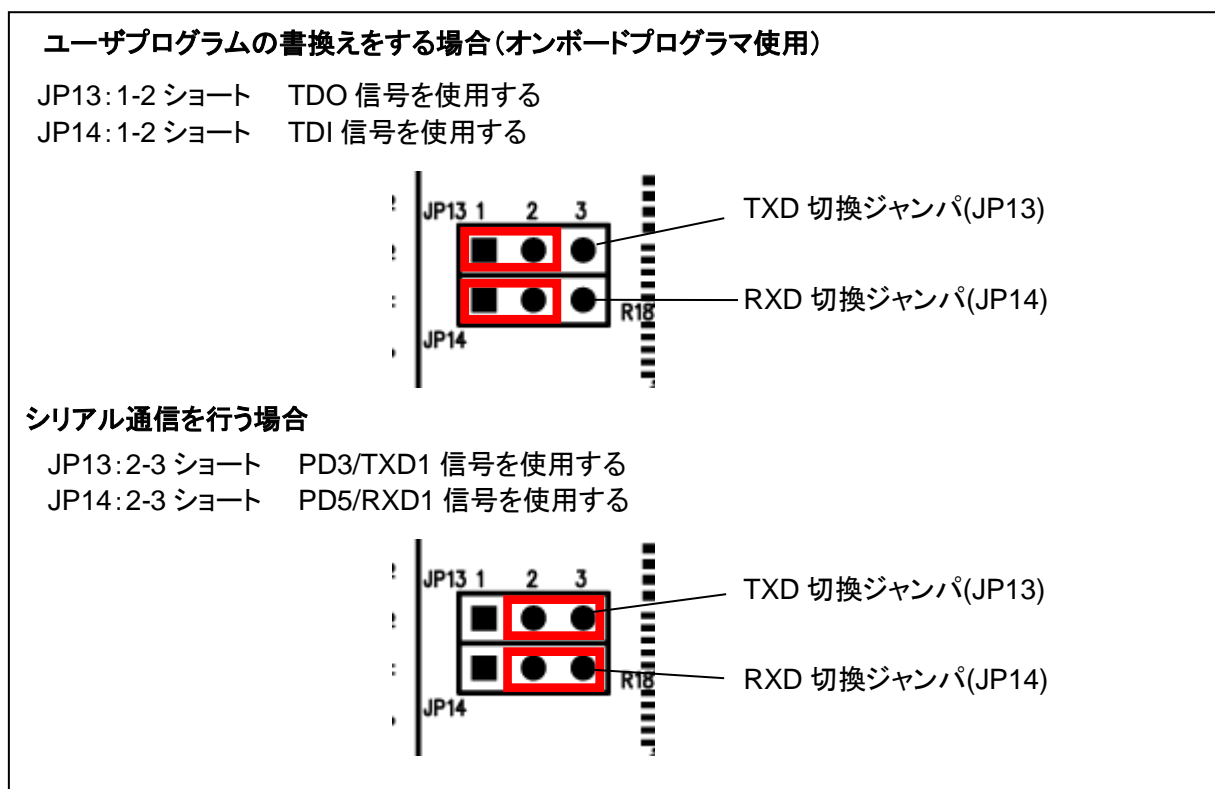 ユーザプログラムの書換えをする場合（オンボードプログラマ使用）
JP13：1-2 ショート　TDO 信号を使用する
JP14：1-2 ショート　TDI 信号を使用する
JP13 1 2 3
TXD 切換ジャンパ(JP13)
RXD 切換ジャンパ(JP14)
R18
JP14
シリアル通信を行う場合
JP13：2-3 ショート　PD3/TXD1 信号を使用する
JP14：2-3 ショート　PD5/RXD1 信号を使用する
JP13 1 2 3
TXD 切換ジャンパ(JP13)
RXD 切換ジャンパ(JP14)
R18
JP14